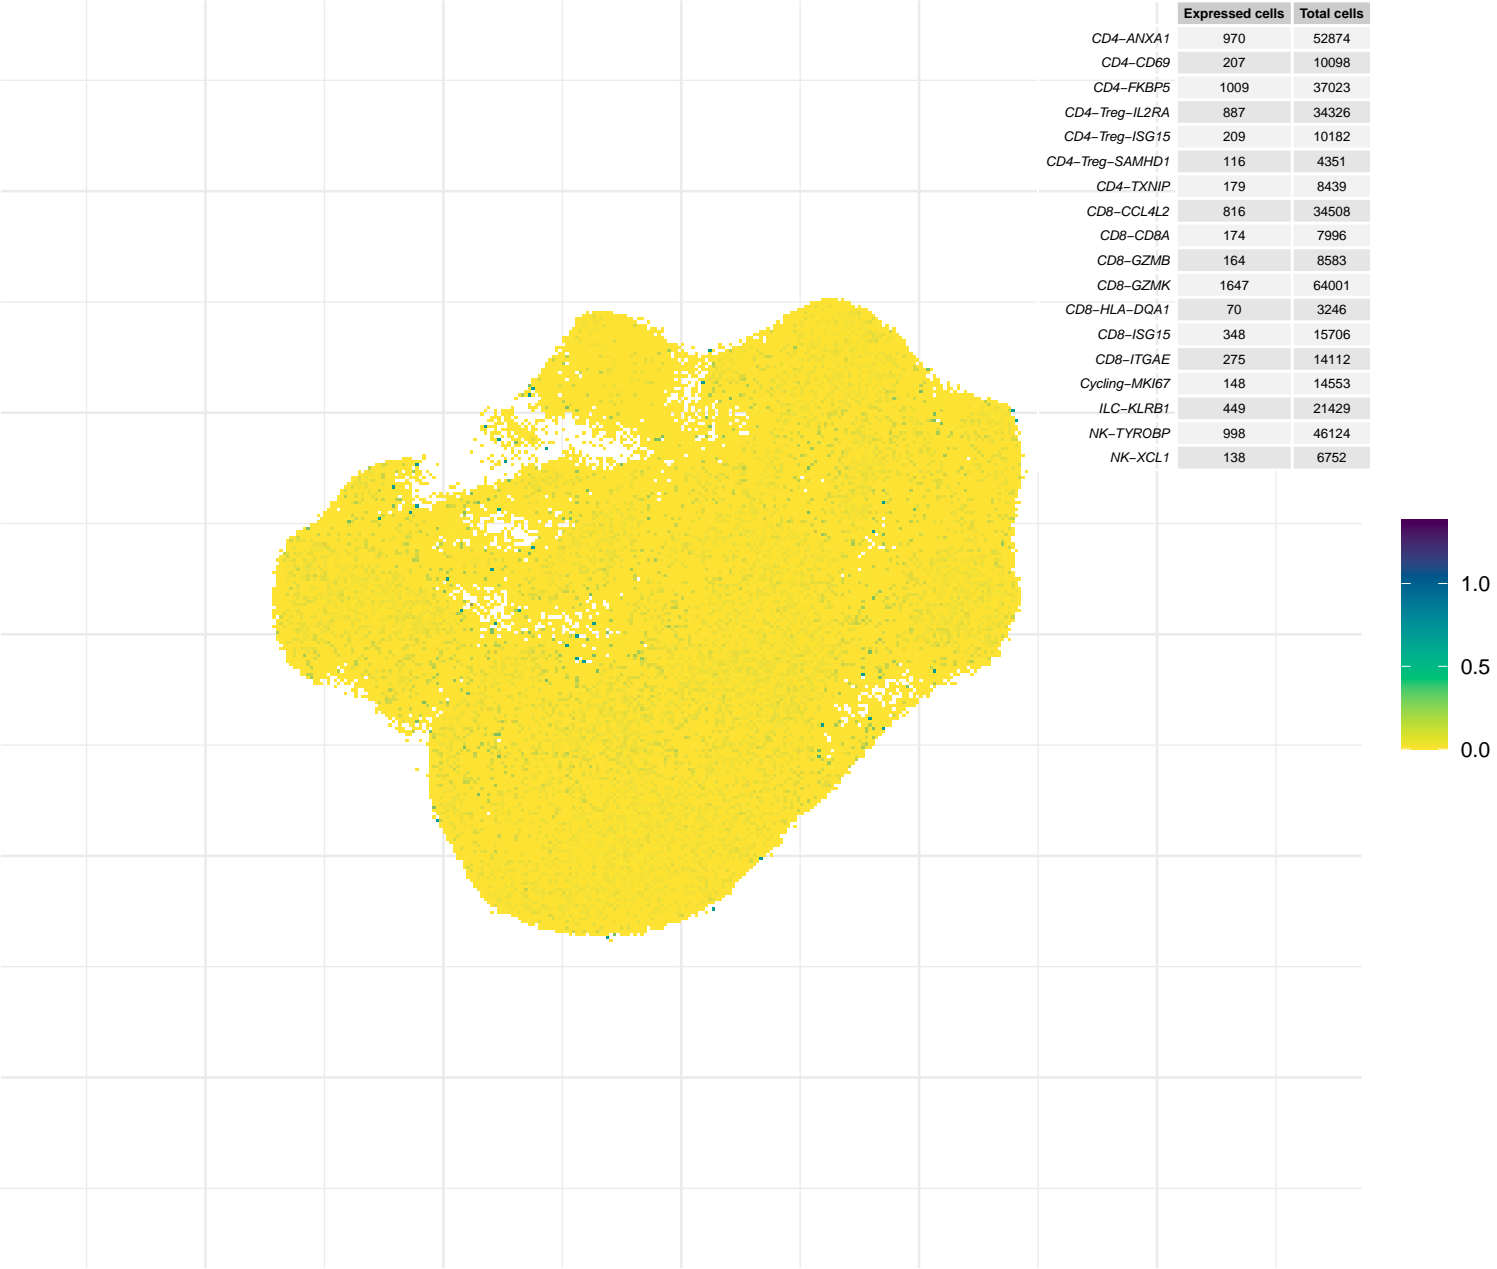 Expressed cells Total cells
CD4−ANXA1 970 52874
CD4−CD69 207 10098
CD4−FKBP5 1009 37023
CD4−Treg−IL2RA 887 34326
CD4−Treg−ISG15 209 10182
CD4−Treg−SAMHD1 116 4351
CD4−TXNIP 179 8439
CD8−CCL4L2 816 34508
CD8−CD8A 174 7996
CD8−GZMB 164 8583
CD8−GZMK 1647 64001
CD8−HLA−DQA1 70 3246
CD8−ISG15 348 15706
CD8−ITGAE 275 14112
Cycling−MKI67 148 14553
ILC−KLRB1 449 21429
NK−TYROBP 998 46124
NK−XCL1 138 6752
1.0
0.5
0.0